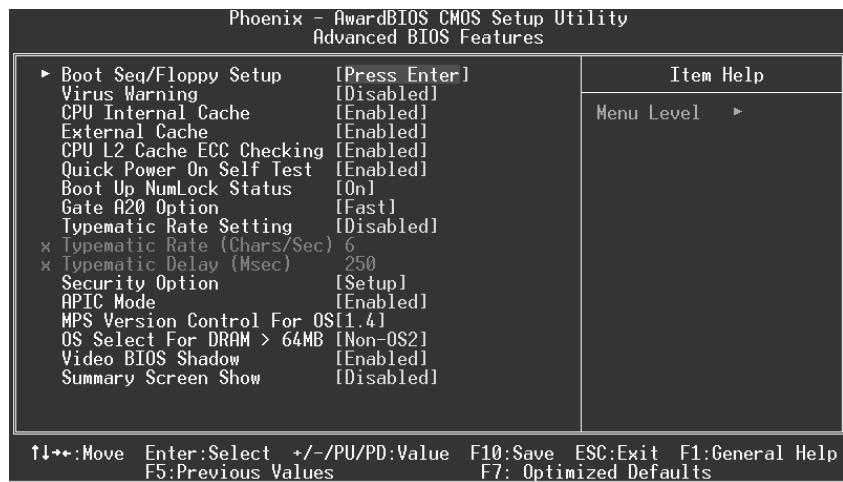 Phoenix - AwardBIOS CMOS Setup Utility
Advanced BIOS Features
► Boot Seq/Floppy Setup [Press Enter]
Virus Warning [Disabled]
CPU Internal Cache [Enabled]
External Cache [Enabled]
CPU L2 Cache ECC Checking [Enabled]
Quick Power On Self Test [Enabled]
Boot Up NumLock Status [On]
Gate A20 Option [Fast]
Typematic Rate Setting [Disabled]
x Typematic Rate (Chars/Sec) 6
x Typematic Delay (Msec) 250
Security Option [Setup]
APIC Mode [Enabled]
MPS Version Control For OS[1.4]
OS Select For DRAM > 64MB [Non-OS2]
Video BIOS Shadow [Enabled]
Summary Screen Show [Disabled]
Item Help
Menu Level ►
↑↓→←:Move Enter:Select +/-/PU/PD:Value F10:Save ESC:Exit F1:General Help
F5:Previous Values F7: Optimized Defaults